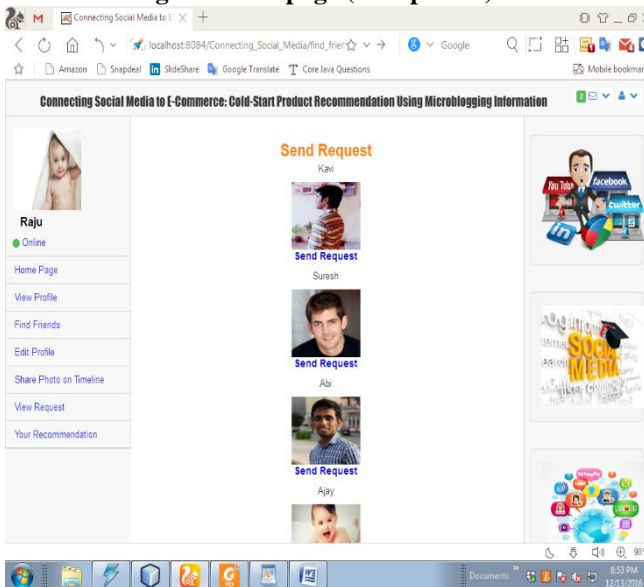 M Connecting Social Media to E
localhost:8084/Connecting_Social_Media/find_frien
Google
Amazon Snapdeal in SlideShare Google Translate T Core Java Questions Mobile bookmar
Connecting Social Media to E-Commerce: Cold-Start Product Recommendation Using Microblogging Information
2
Raju
Online
Home Page
View Profile
Find Friends
Edit Profile
Share Photo on Timeline
View Request
Your Recommendation
Send Request
Kavi
Send Request
Suresh
Send Request
Abi
Send Request
Ajay
You Tube
facebook
twitter
in
SOCIAL
MEDIA
Documents
8:53 PM